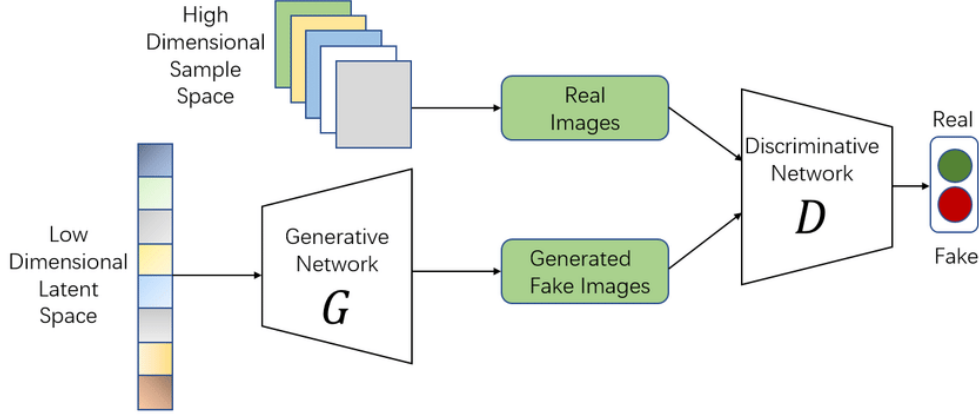 High
Dimensional
Sample
Space
Real
Images
Discriminative
Network
D
Real
Fake
Low
Dimensional
Latent
Space
Generative
Network
G
Generated
Fake Images